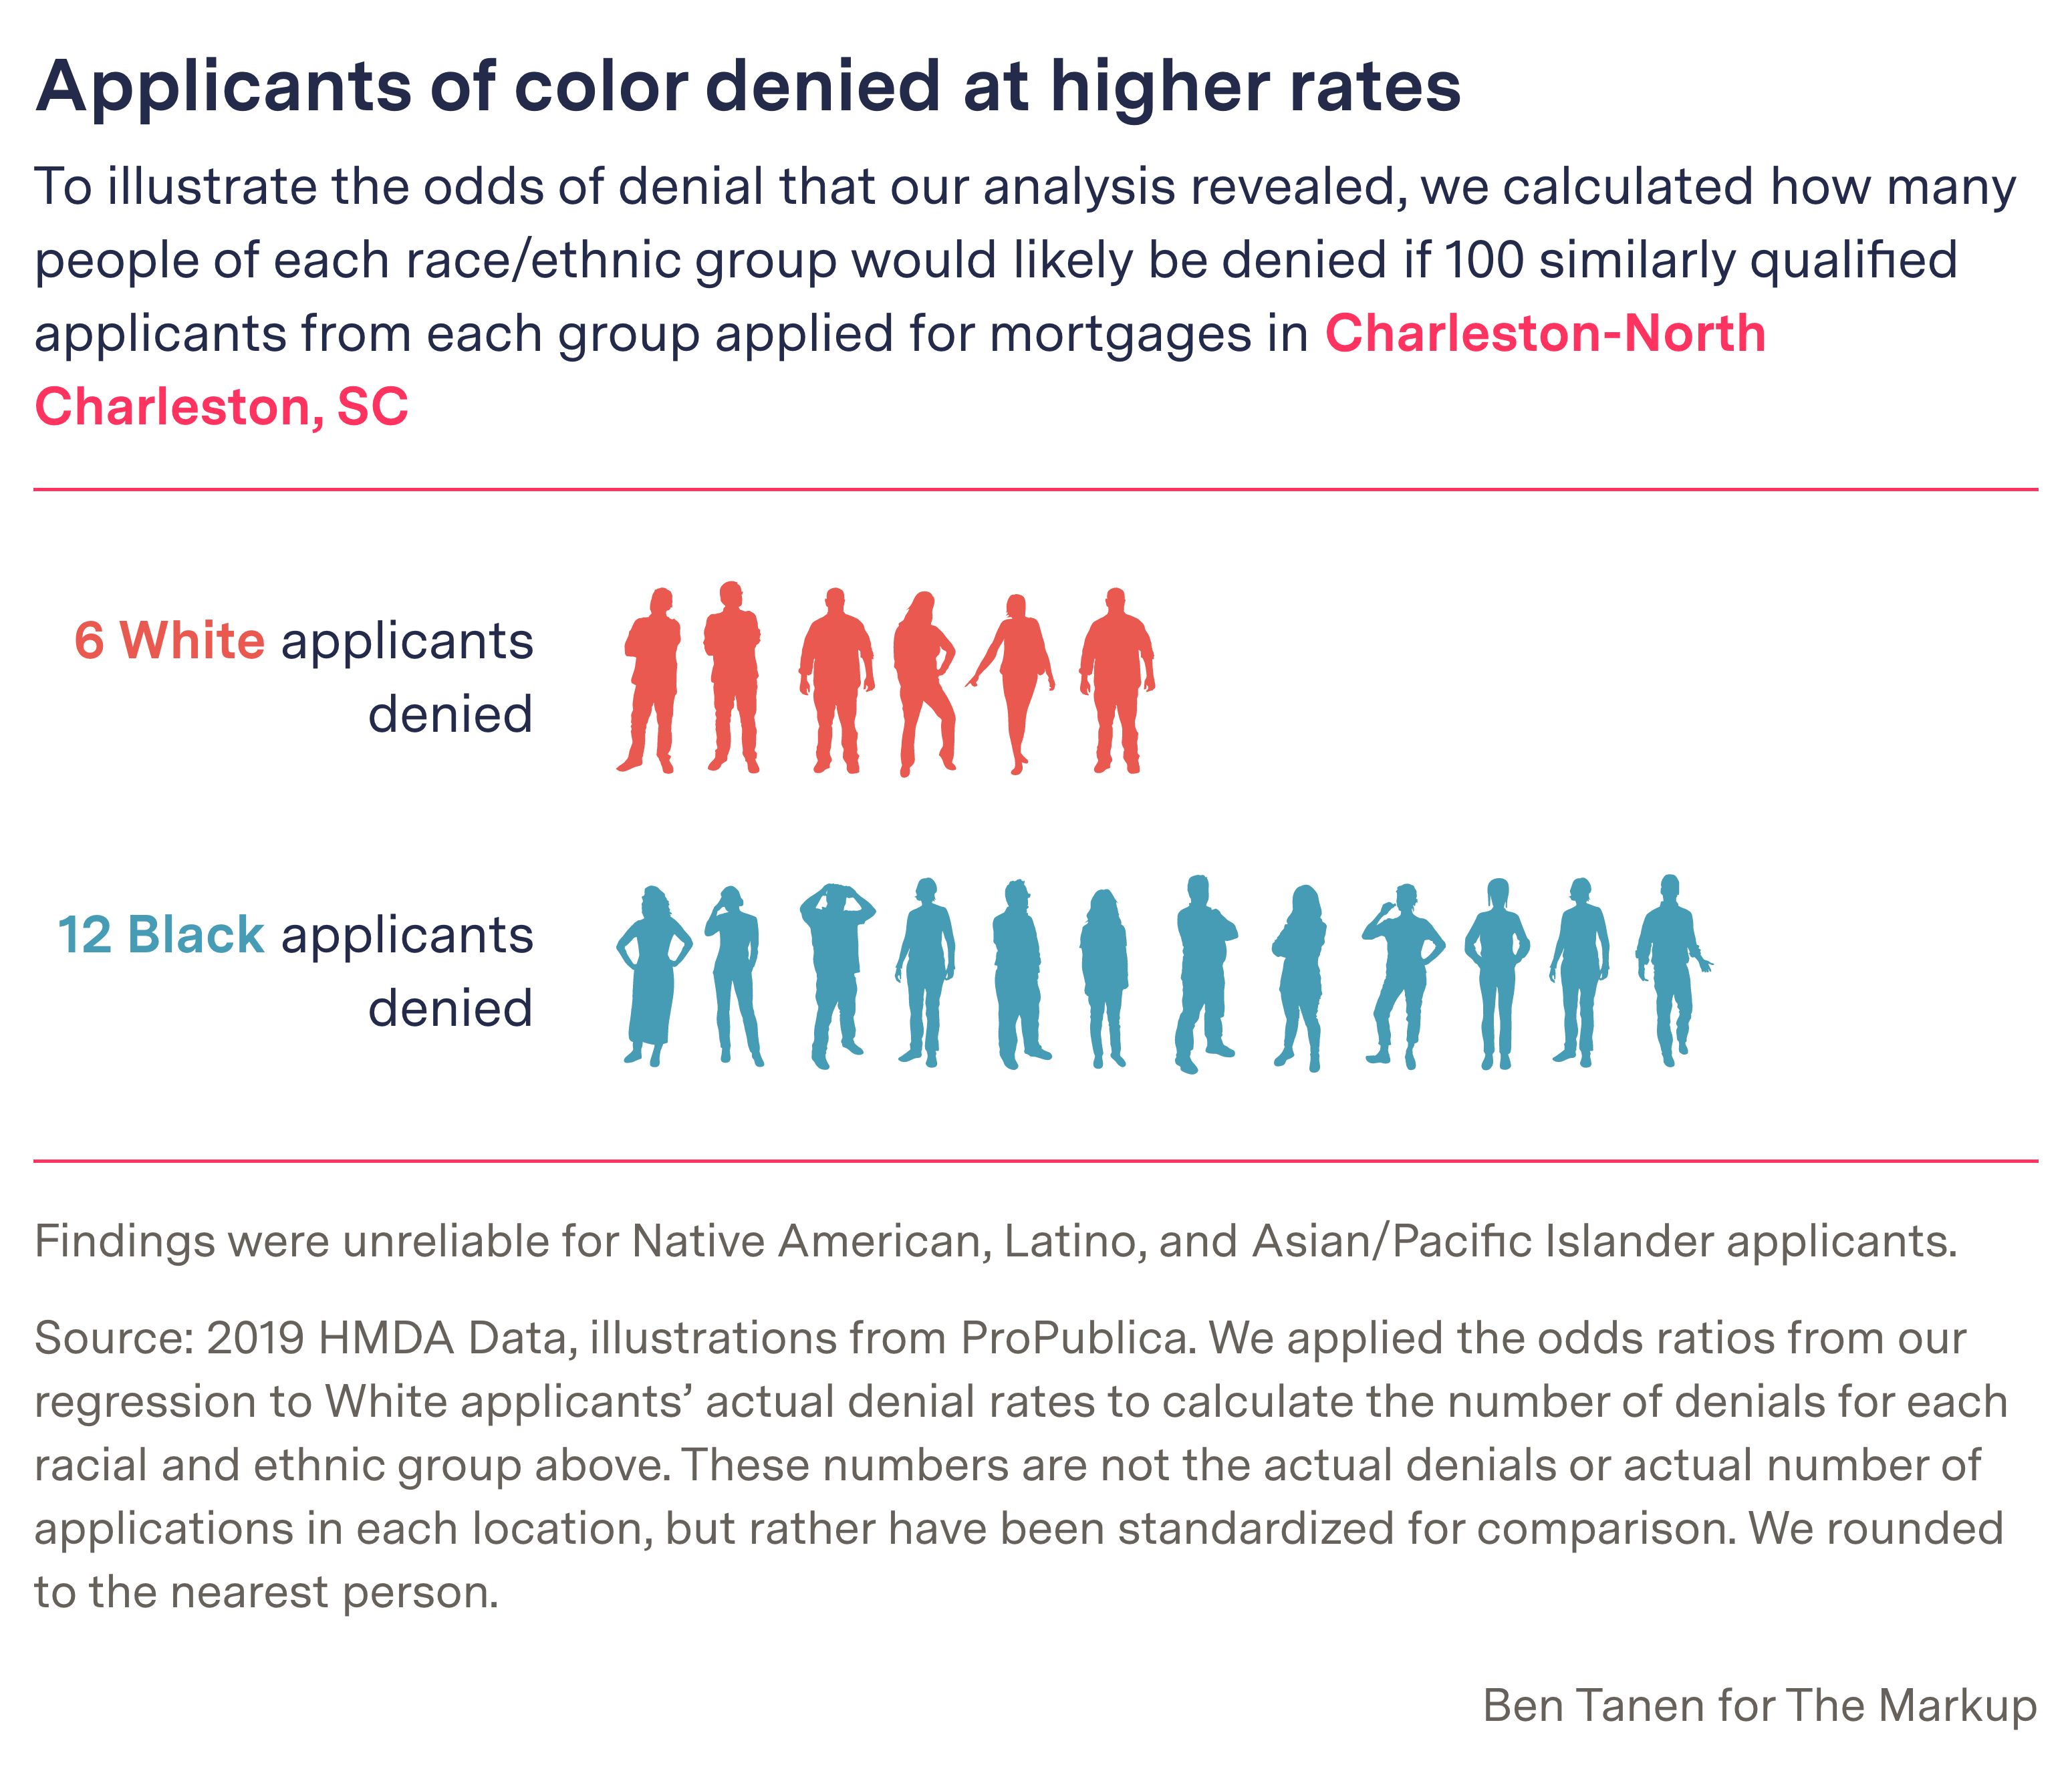 Applicants of color denied at higher rates
To illustrate the odds of denial that our analysis revealed, we calculated how many
people of each race/ethnic group would likely be denied if 100 similarly qualified
applicants from each group applied for mortgages in Charleston-North
Charleston, SC
6 White applicants
denied
12 Black applicants
denied
Findings were unreliable for Native American, Latino, and Asian/Pacific Islander applicants.
Source: 2019 HMDA Data, illustrations from ProPublica. We applied the odds ratios from our
regression to White applicants’ actual denial rates to calculate the number of denials for each
racial and ethnic group above. These numbers are not the actual denials or actual number of
applications in each location, but rather have been standardized for comparison. We rounded
to the nearest person.
Ben Tanen for The Markup